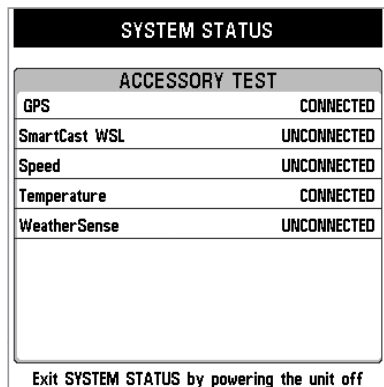 SYSTEM STATUS
ACCESSORY TEST
GPS CONNECTED
SmartCast WSL UNCONNECTED
Speed UNCONNECTED
Temperature CONNECTED
WeatherSense UNCONNECTED
Exit SYSTEM STATUS by powering the unit off